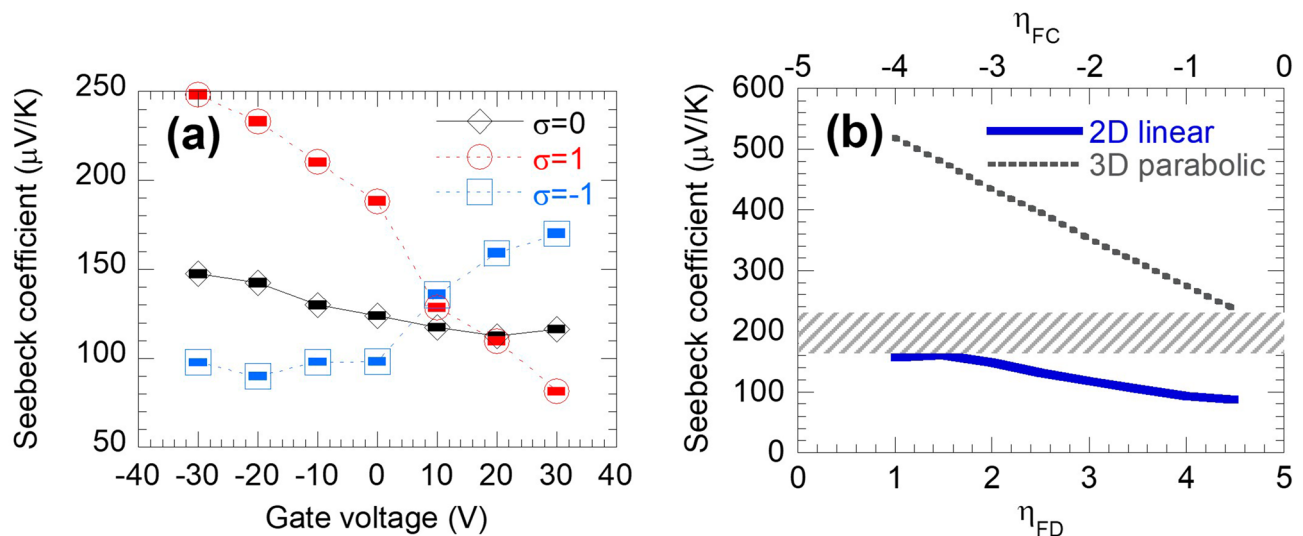 (a)
σ=0
σ=1
σ=-1
Seebeck coefficient (μV/K)
250
200
150
100
50
-40 -30 -20 -10 0 10 20 30 40
Gate voltage (V)
η_FC
-5 -4 -3 -2 -1 0
(b)
2D linear
3D parabolic
Seebeck coefficient (μV/K)
600
500
400
300
200
100
0
0 1 2 3 4 5
η_FD